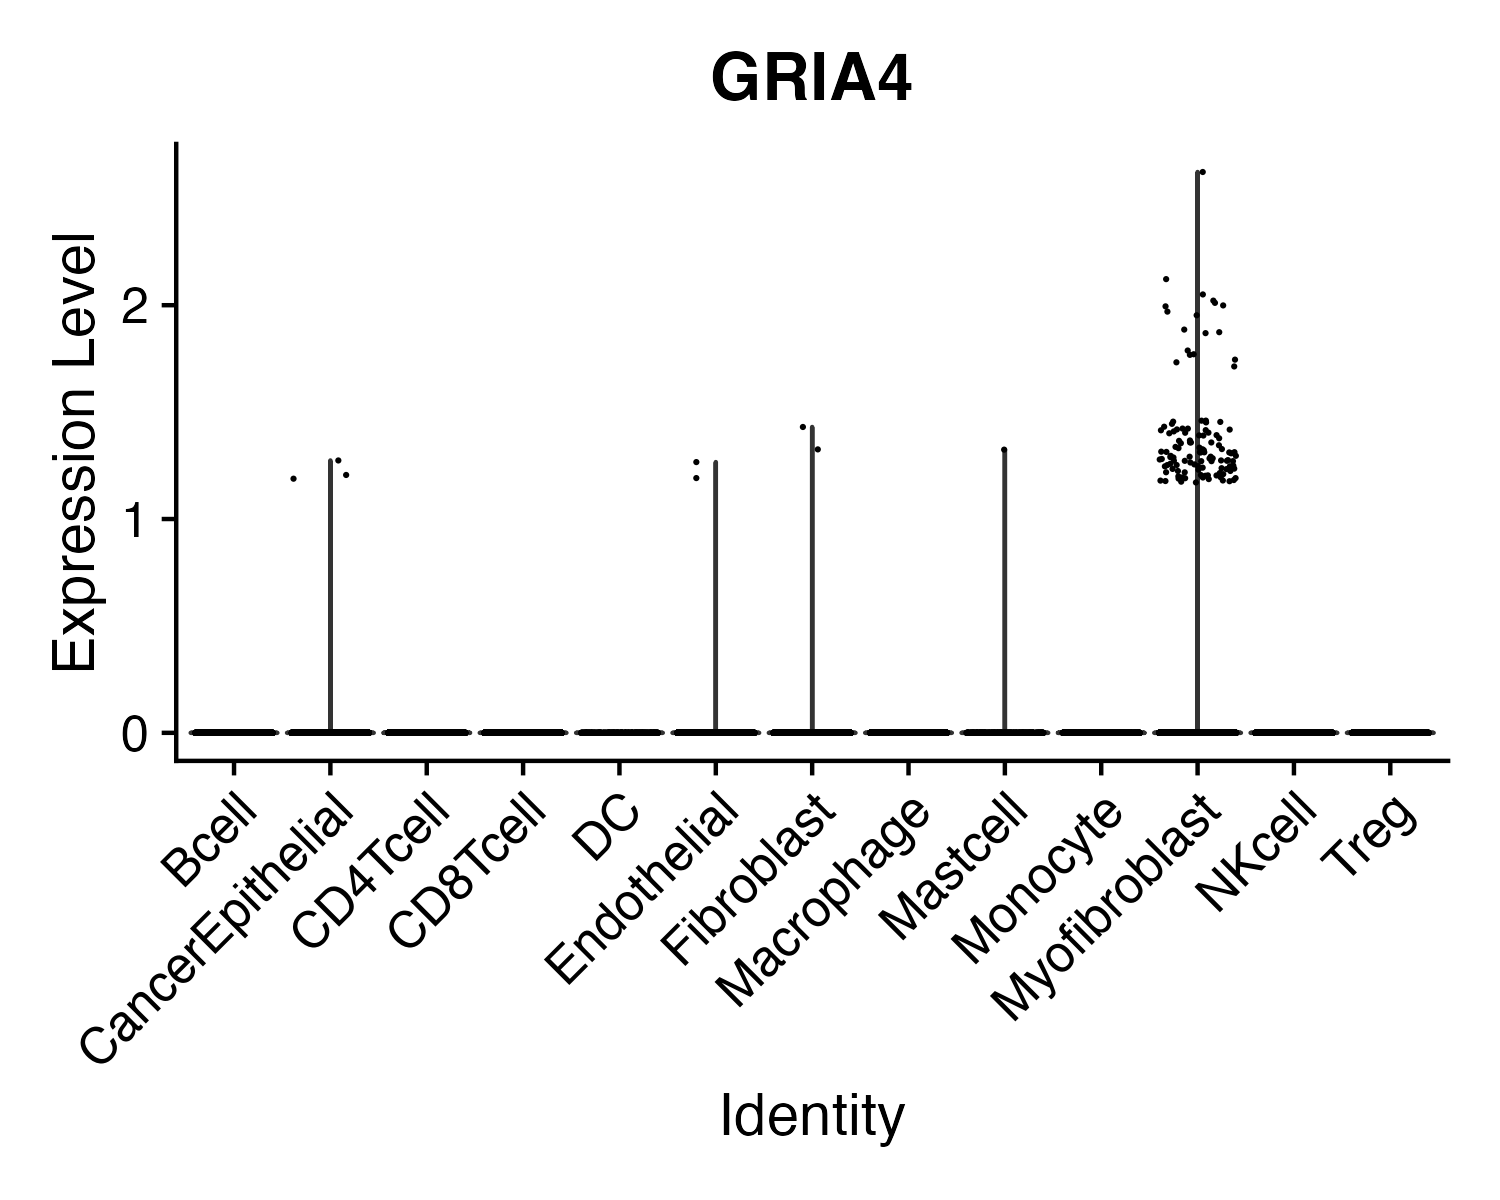 GRIA4
Expression Level
2
1
0
Bcell
CancerEpithelial
CD4Tcell
CD8Tcell
DC
Endothelial
Fibroblast
Macrophage
Mastcell
Monocyte
Myofibroblast
NKcell
Treg
Identity